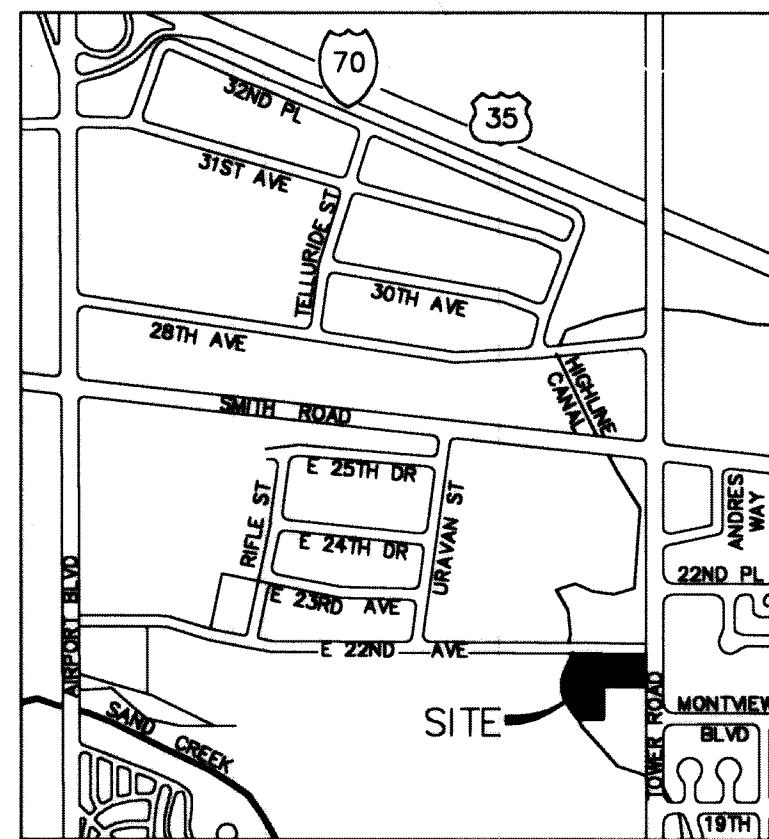 70
35
32ND PL
31ST AVE
TELLURIDE ST
30TH AVE
28TH AVE
HIGHLINE
CANAL
SMITH ROAD
E 25TH DR
RIFLE ST
URAVAN ST
ANDRES
WAY
E 24TH DR
22ND PL
E 23RD AVE
AIRPORT BLVD
E 22ND AVE
SITE
TOWER ROAD
MONTVIEW
BLVD
SAND CREEK
19TH